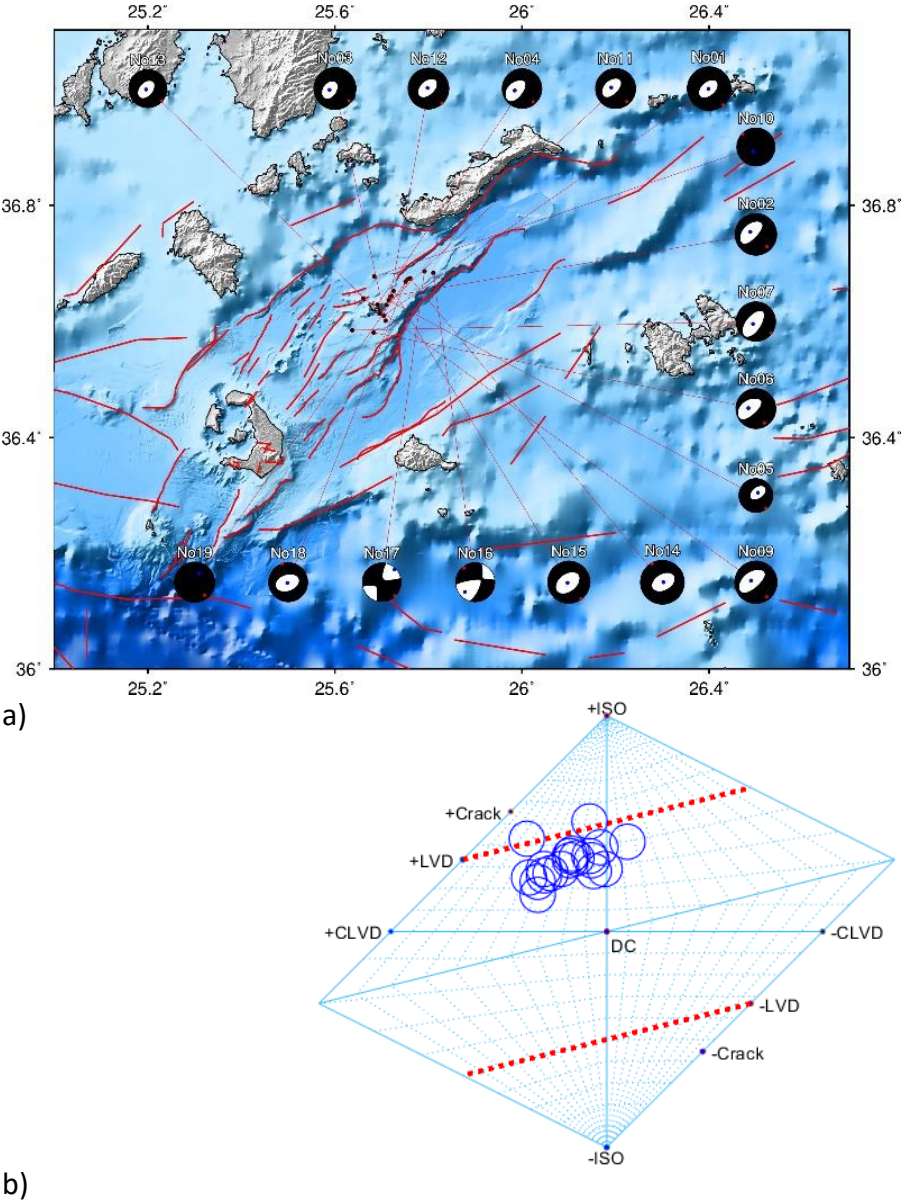 25.2° 25.6° 26° 26.4°
No13 No03 No12 No04 No11 No01
No10
36.8° 36.8°
No02
No07
No06
36.4° 36.4°
No05
No19 No18 No17 No16 No15 No14 No09
36° 36°
25.2° 25.6° 26° 26.4°
a)
+ISO
+Crack
+LVD
+CLVD -CLVD
DC
-LVD
-Crack
-ISO
b)